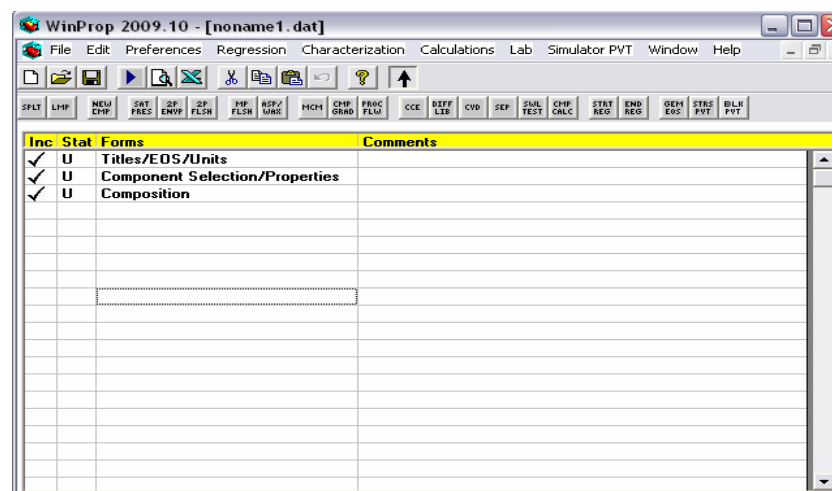 WinProp 2009.10 - [noname1.dat]
File Edit Preferences Regression Characterization Calculations Lab Simulator PVT Window Help
SPLT LMP NEW CMP SAT PRES 2P ENVP 2P FLSH MP FLSH ASP/ WAX MCM CMP GRAD PROC FLW CCE DIFF LIB CVD SEP SWL TEST CMP CALC STRT REG END REG GEM EOS STRS PVT BLK PVT
Inc Stat Forms Comments
U Titles/EOS/Units
U Component Selection/Properties
U Composition